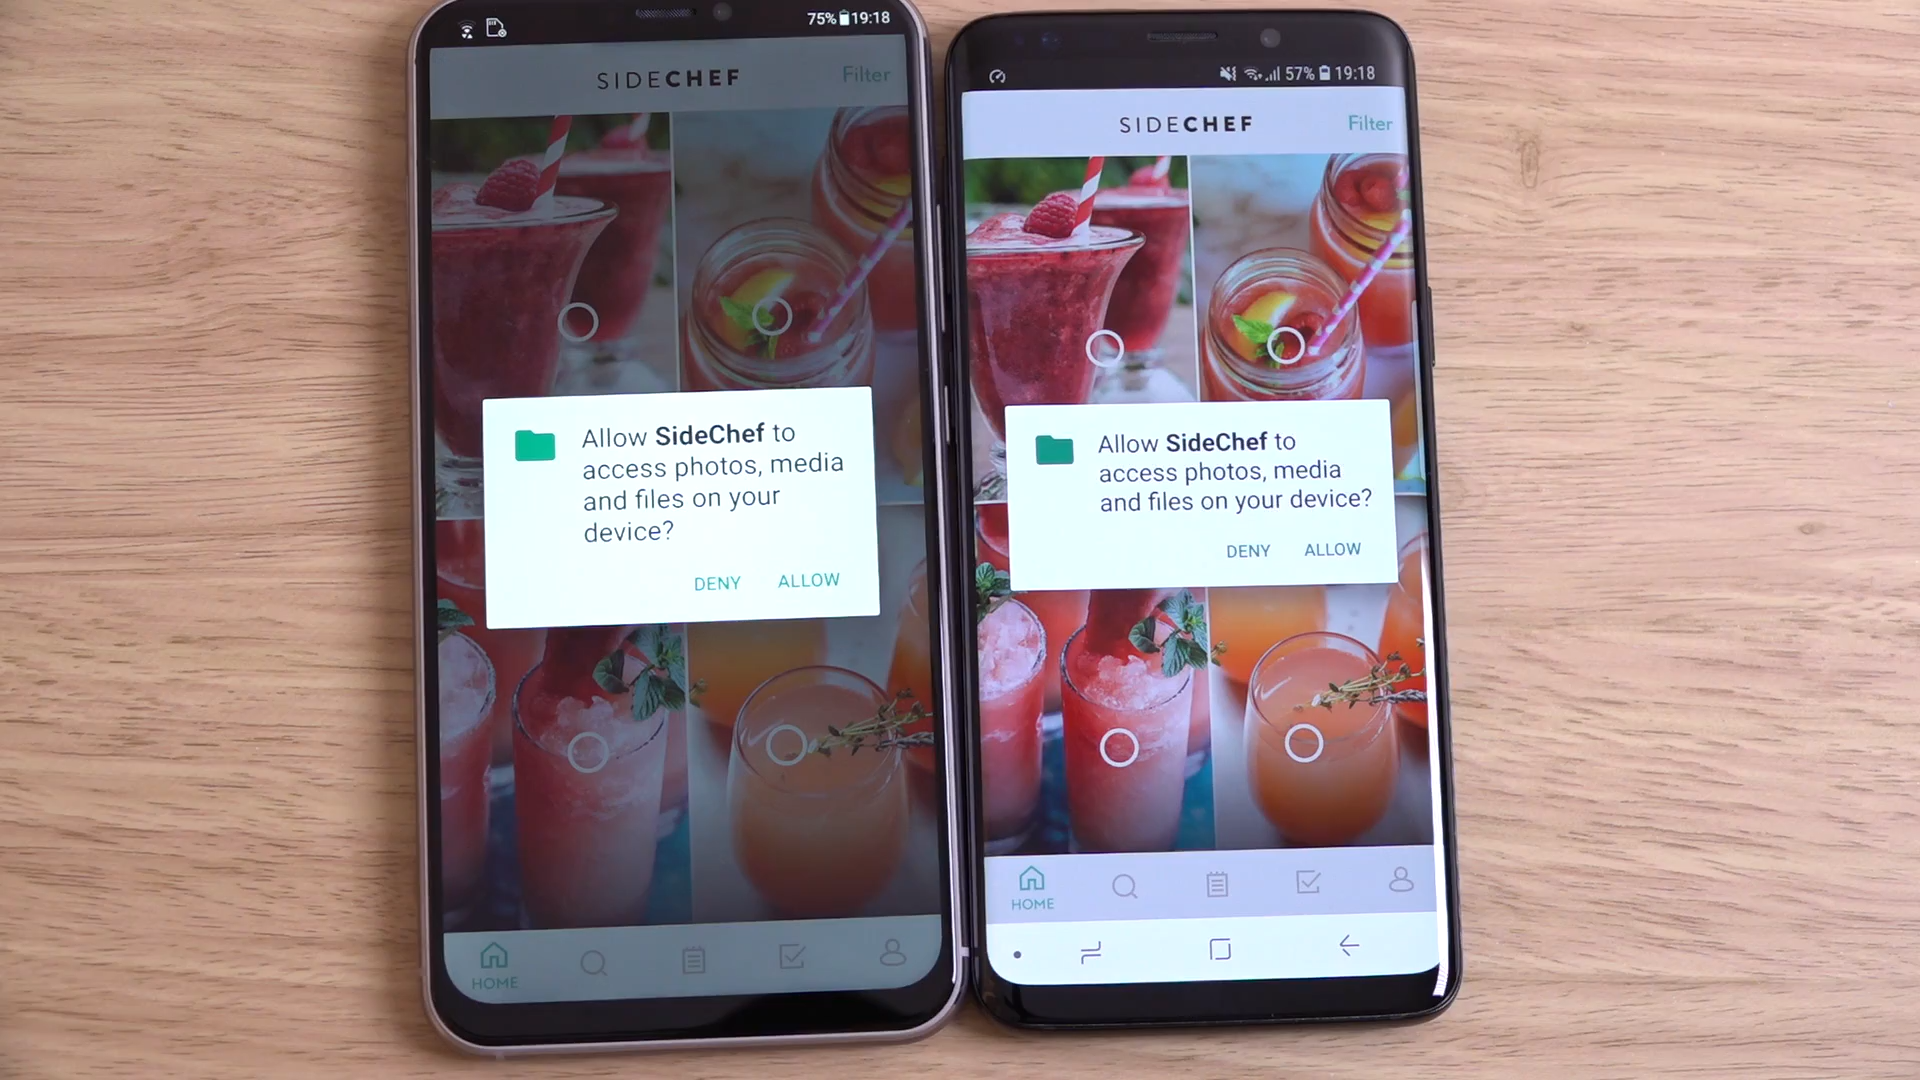 75% 19:18
SIDECHEF Filter
Allow SideChef to
access photos, media
and files on your
device?
DENY ALLOW
HOME
57% 19:18
SIDECHEF Filter
Allow SideChef to
access photos, media
and files on your device?
DENY ALLOW
HOME